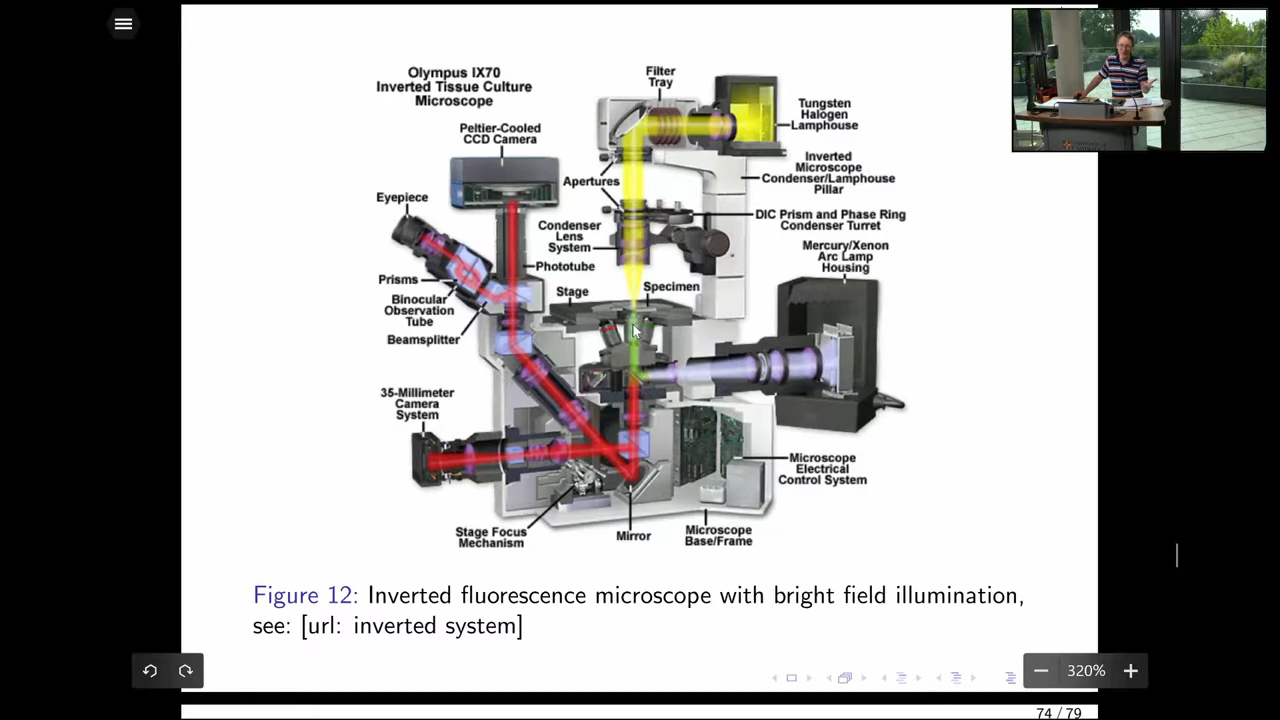 Olympus IX70
Inverted Tissue Culture
Microscope
Filter
Tray
Tungsten
Halogen
Lamphouse
Peltier-Cooled
CCD Camera
Inverted
Microscope
Condenser/Lamphouse
Pillar
Apertures
Eyepiece
DIC Prism and Phase Ring
Condenser Turret
Condenser
Lens
System
Mercury/Xenon
Arc Lamp
Housing
Phototube
Prisms
Stage
Specimen
Binocular
Observation
Tube
Beamsplitter
35-Millimeter
Camera
System
Microscope
Electrical
Control System
Stage Focus
Mechanism
Mirror
Microscope
Base/Frame
Figure 12: Inverted fluorescence microscope with bright field illumination,
see: [url: inverted system]
320%
74 / 79